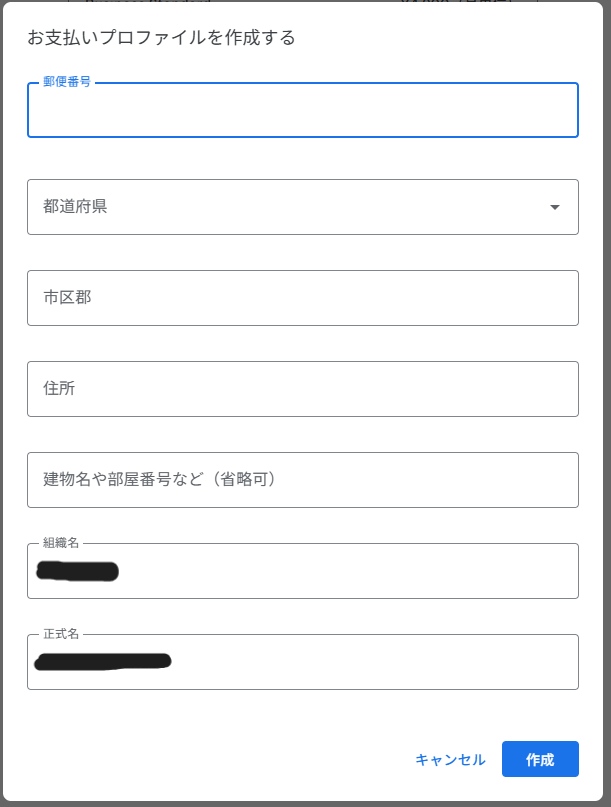 お支払いプロファイルを作成する
郵便番号
都道府県
市区郡
住所
建物名や部屋番号など（省略可）
組織名
正式名
キャンセル
作成